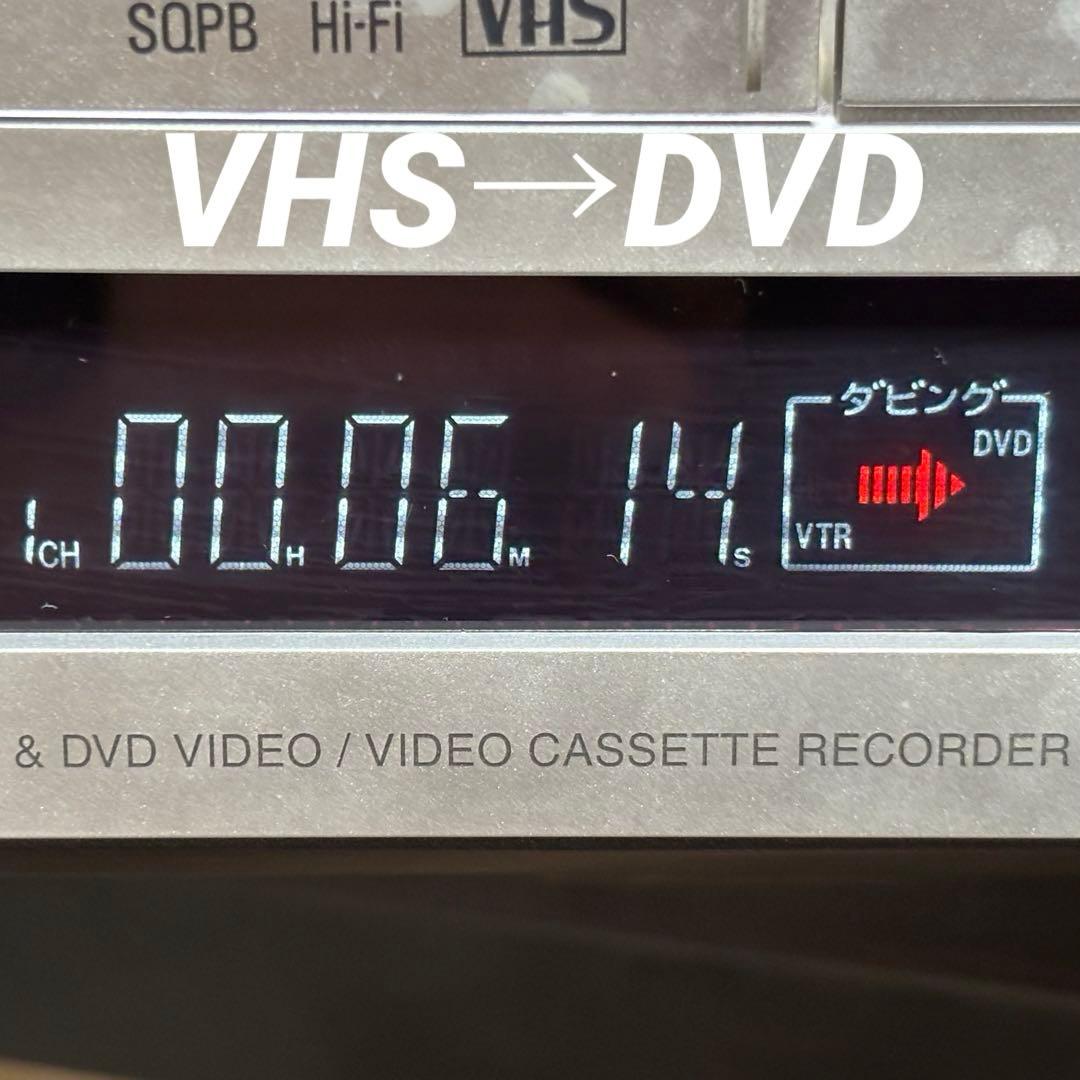 SQPB Hi-Fi VHS
VHS→DVD
ダビング
DVD
1CH 00H 06M 14S
VTR
& DVD VIDEO / VIDEO CASSETTE RECORDER